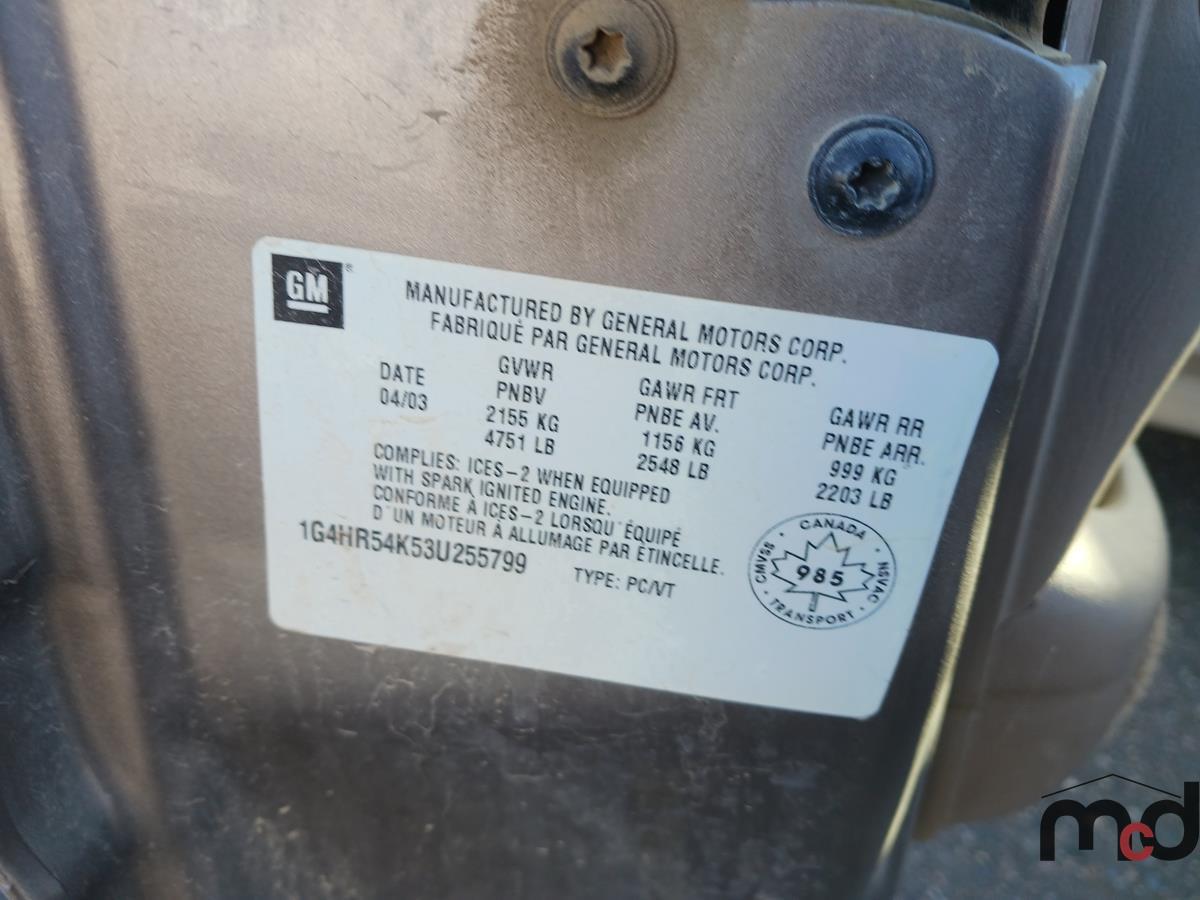 GM
MANUFACTURED BY GENERAL MOTORS CORP.
FABRIQUÈ PAR GENERAL MOTORS CORP.
DATE GVWR GAWR FRT GAWR RR
04/03 PNBV PNBE AV. PNBE ARR.
2155 KG 1156 KG 999 KG
4751 LB 2548 LB 2203 LB
COMPLIES: ICES-2 WHEN EQUIPPED
WITH SPARK IGNITED ENGINE.
CONFORME À ICES-2 LORSQU'ÉQUIPÉ
D'UN MOTEUR À ALLUMAGE PAR ÉTINCELLE.
1G4HR54K53U255799 TYPE: PC/VT
CANADA
CMVSS 985 NSVAC
TRANSPORT
mcd